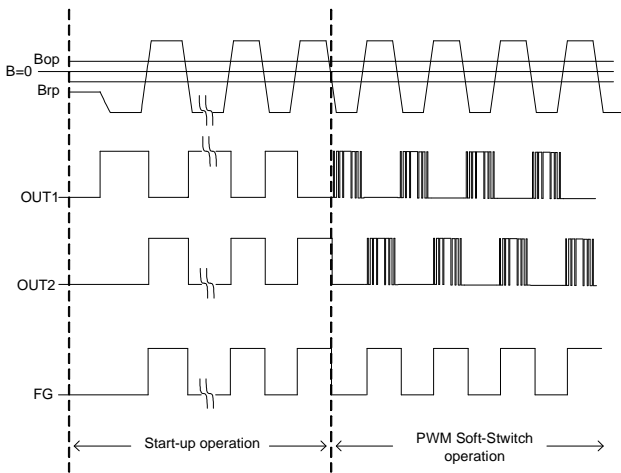 Bop
B=0
Brp
OUT1
OUT2
FG
Start-up operation
PWM Soft-Stwitch
operation